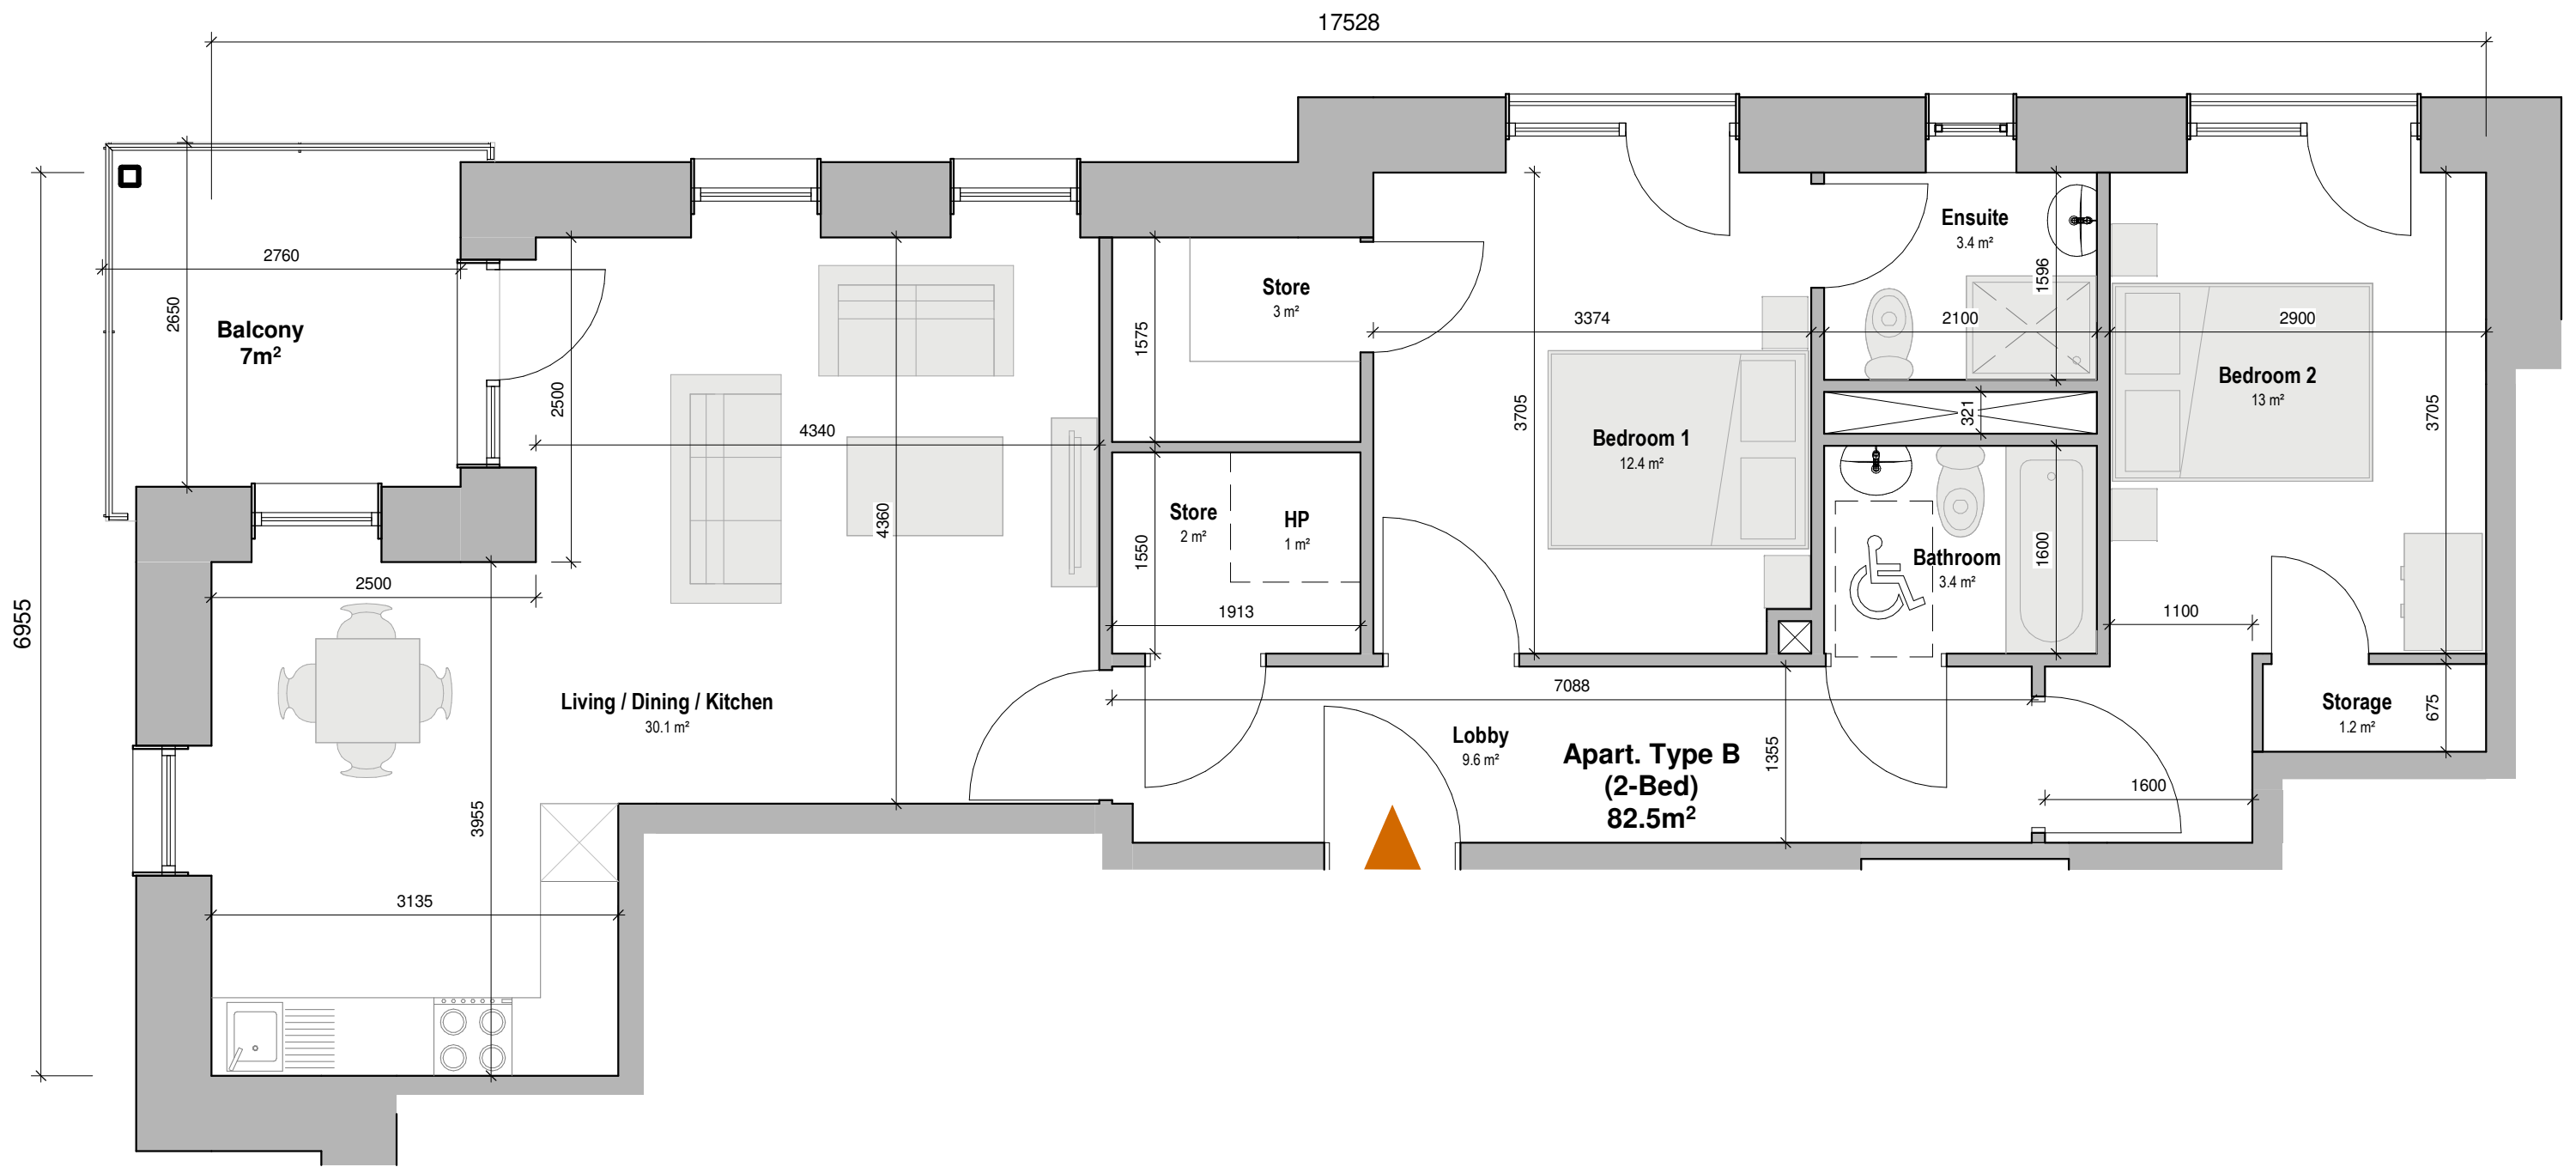 17528
2760
2650
Balcony
7m²
6955
2500
2500
4340
4360
Living / Dining / Kitchen
30.1 m²
3955
3135
Store
3 m²
1575
Store
2 m²
HP
1 m²
1550
1913
3374
3705
Bedroom 1
12.4 m²
Ensuite
3.4 m²
1596
2100
321
Bathroom
3.4 m²
1600
2900
Bedroom 2
13 m²
3705
1100
7088
Lobby
9.6 m²
Apart. Type B
(2-Bed)
82.5m²
1355
1600
Storage
1.2 m²
675